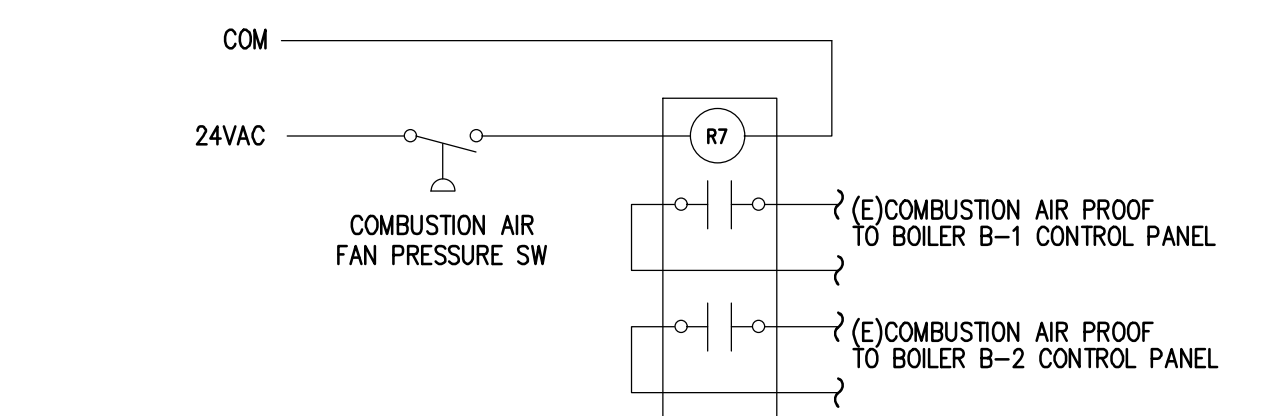 COM
24VAC
R7
COMBUSTION AIR
FAN PRESSURE SW
(E)COMBUSTION AIR PROOF
TO BOILER B-1 CONTROL PANEL
(E)COMBUSTION AIR PROOF
TO BOILER B-2 CONTROL PANEL